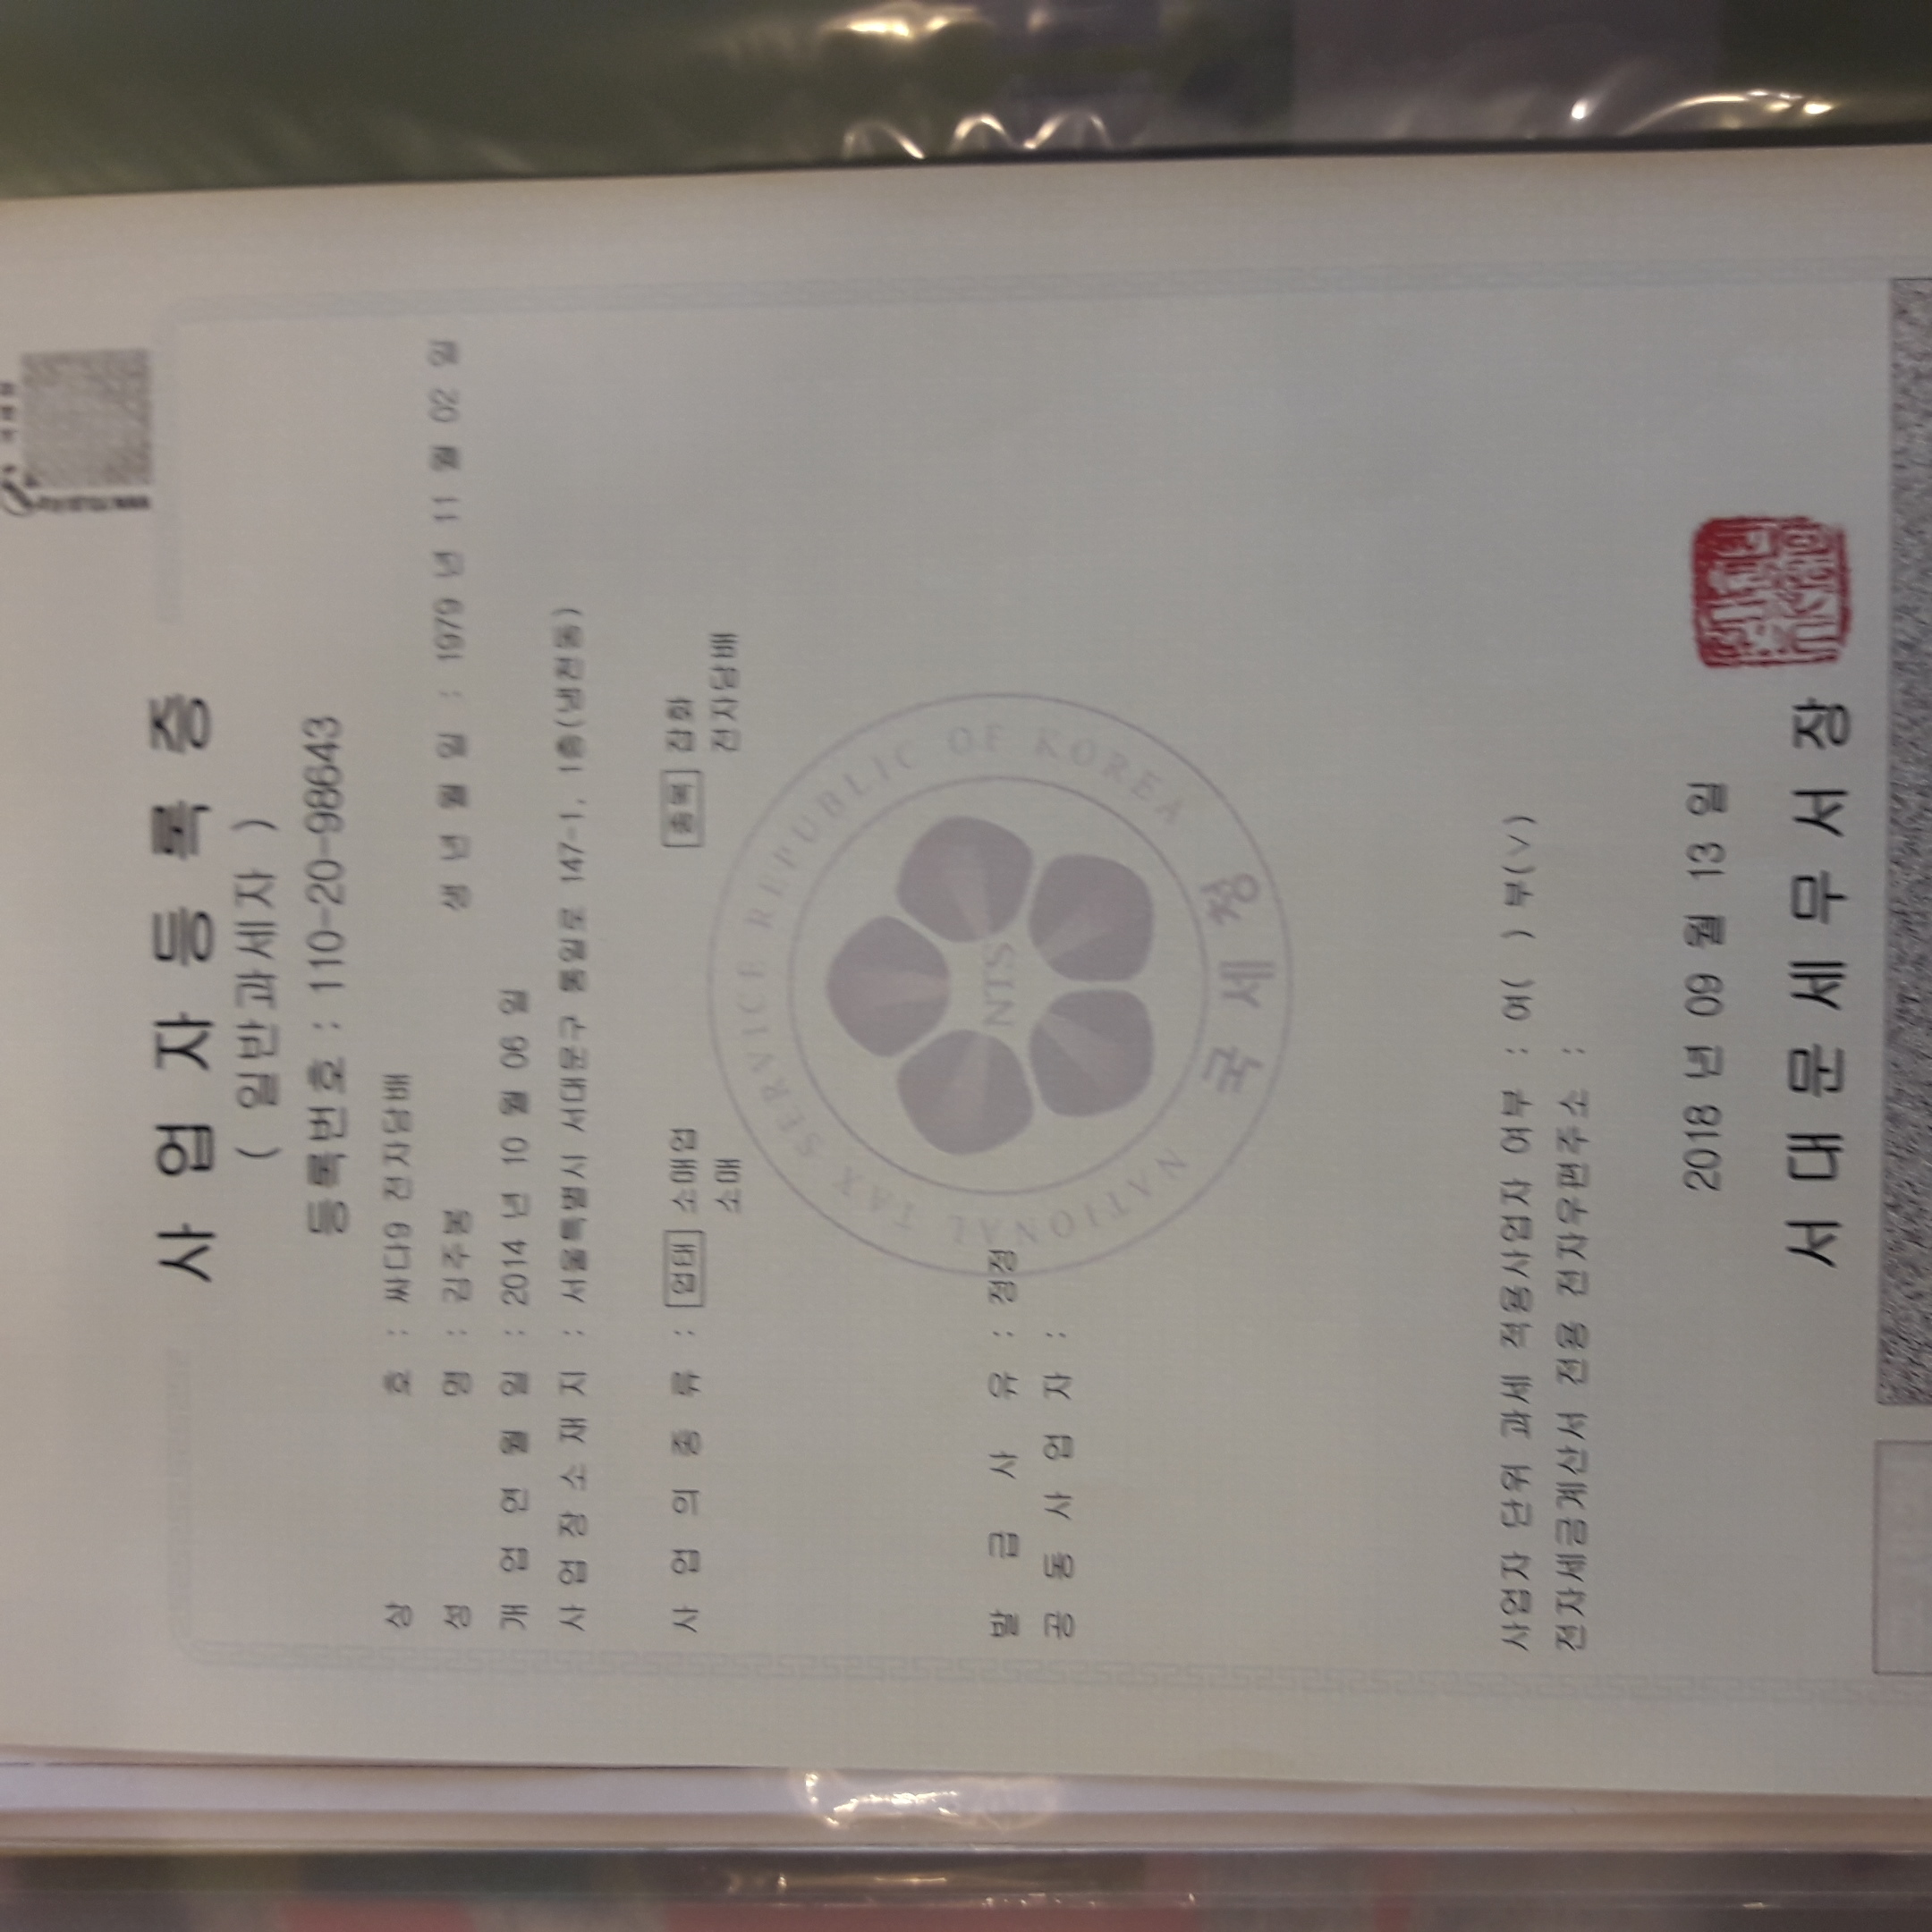 사업자등록증
( 일반과세자 )
등록번호 : 110-20-98643
상 호 : 싸다9 전자담배
성 명 : 김주봉 생 년 월 일 : 1979 년 11 월 02 일
개 업 연 월 일 : 2014 년 10 월 06 일
사 업 장 소 재 지 : 서울특별시 서대문구 통일로 147-1, 1층(냉천동)
사 업 의 종 류 : 업태 소매업 종목 잡화
소매 전자담배
NATIONAL TAX SERVICE REPUBLIC OF KOREA
NTS
국세청
발 급 사 유 : 정정
공 동 사 업 자 :
사업자 단위 과세 적용사업자 여부 : 여( ) 부(∨)
전자세금계산서 전용 전자우편주소 :
2018 년 09 월 13 일
서 대 문 세 무 서 장